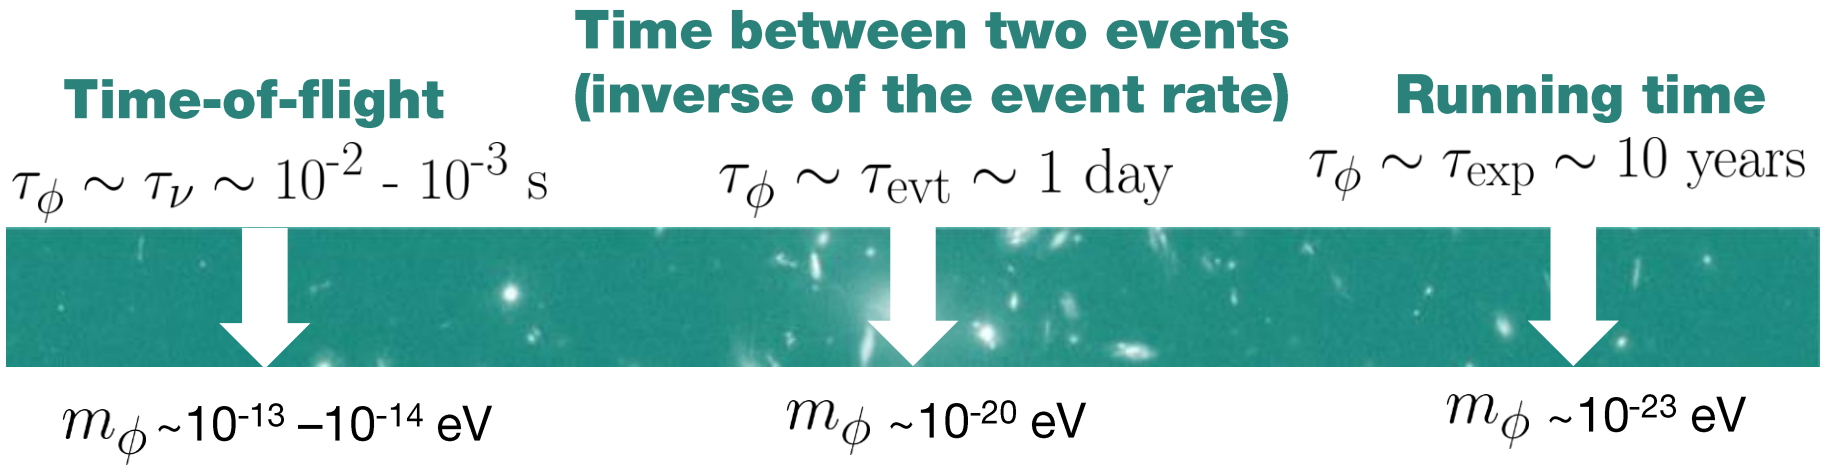 Time-of-flight
τ_ϕ ~ τ_ν ~ 10^-2 - 10^-3 s
Time between two events
(inverse of the event rate)
τ_ϕ ~ τ_evt ~ 1 day
Running time
τ_ϕ ~ τ_exp ~ 10 years
m_ϕ ~10^-13 –10^-14 eV
m_ϕ ~10^-20 eV
m_ϕ ~10^-23 eV